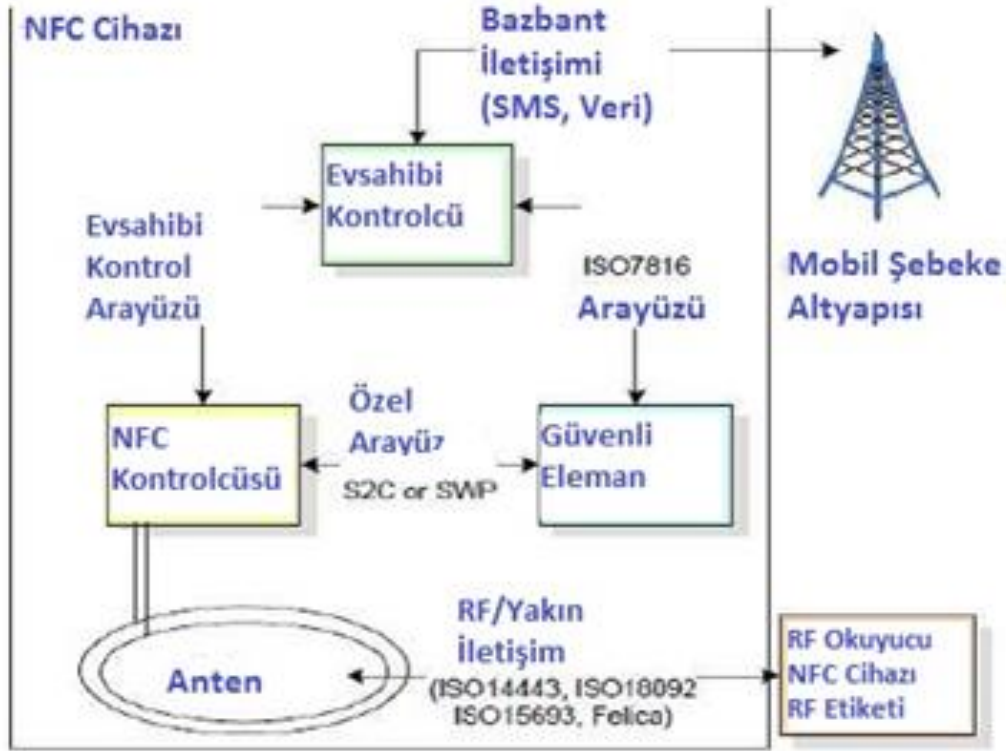 NFC Cihazı
Bazbant
İletişimi
(SMS, Veri)
Evsahibi
Kontrolcü
Evsahibi
Kontrol
Arayüzü
ISO7816
Arayüzü
Mobil Şebeke
Altyapısı
NFC
Kontrolcüsü
Özel
Arayüz
S2C or SWP
Güvenli
Eleman
Anten
RF/Yakın
İletişim
(ISO14443, ISO18092
ISO15693, Felica)
RF Okuyucu
NFC Cihazı
RF Etiketi